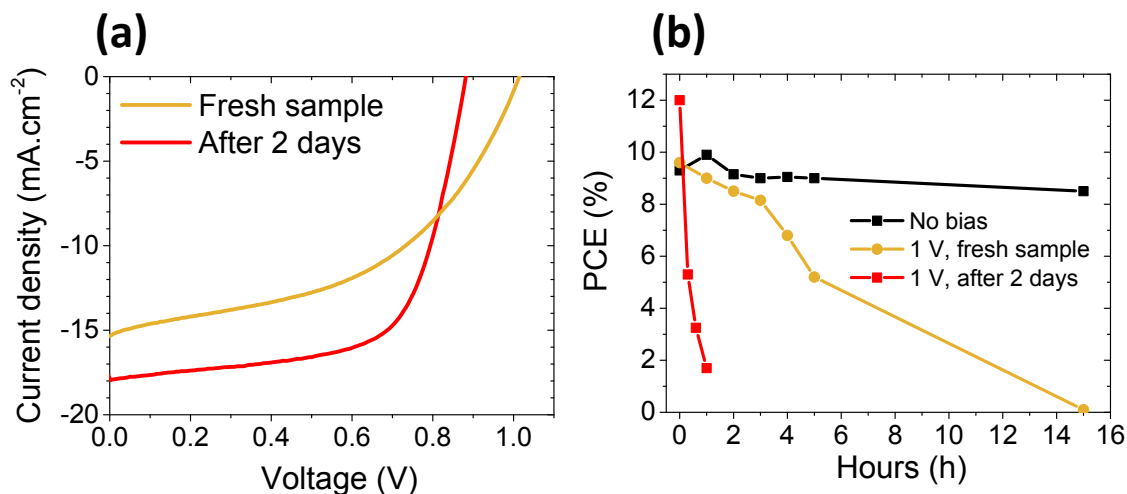 (a)
Current density (mA.cm⁻²)
0
-5
-10
-15
-20
Fresh sample
After 2 days
0.0 0.2 0.4 0.6 0.8 1.0
Voltage (V)
(b)
PCE (%)
12
10
8
6
4
2
0
No bias
1 V, fresh sample
1 V, after 2 days
0 2 4 6 8 10 12 14 16
Hours (h)